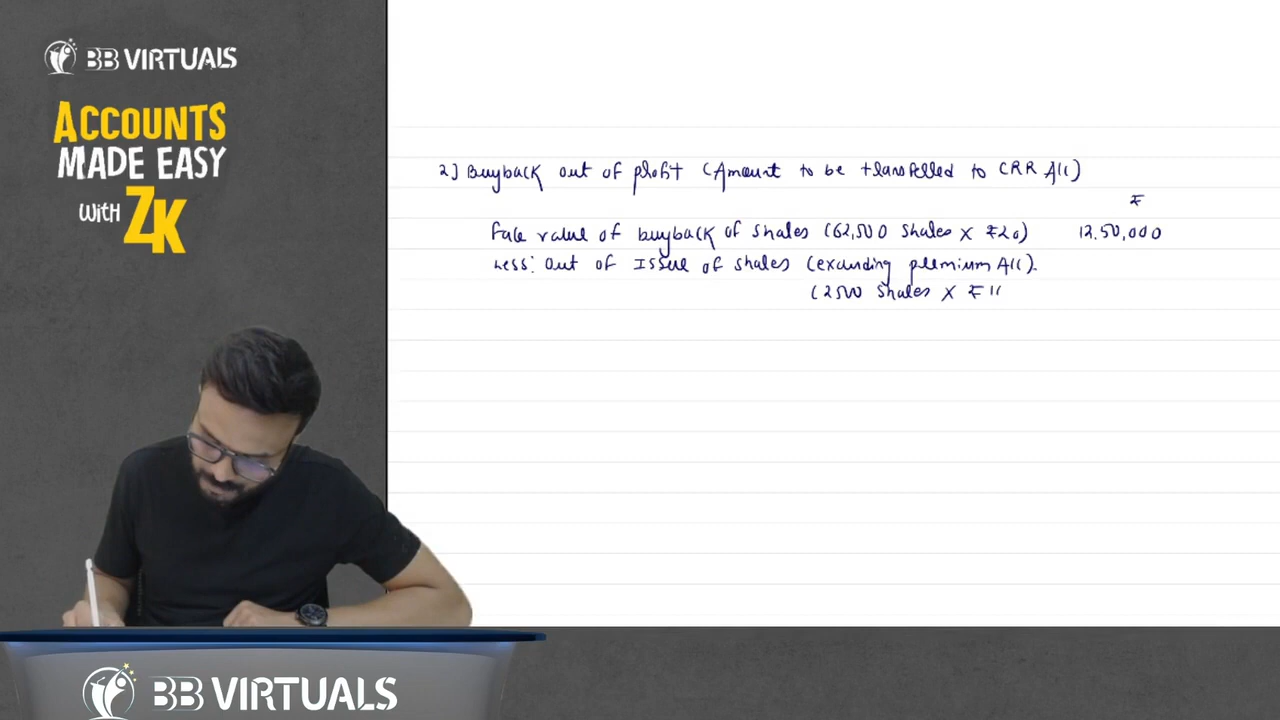 BB VIRTUALS
ACCOUNTS
MADE EASY
WITH ZK
2] Buyback out of profit (Amount to be transferred to CRR A/c)
₹
Face value of buyback of shares (62,500 shares x ₹20) 12,50,000
Less: Out of Issue of shares (excluding premium A/c).
(2500 shares x ₹
BB VIRTUALS